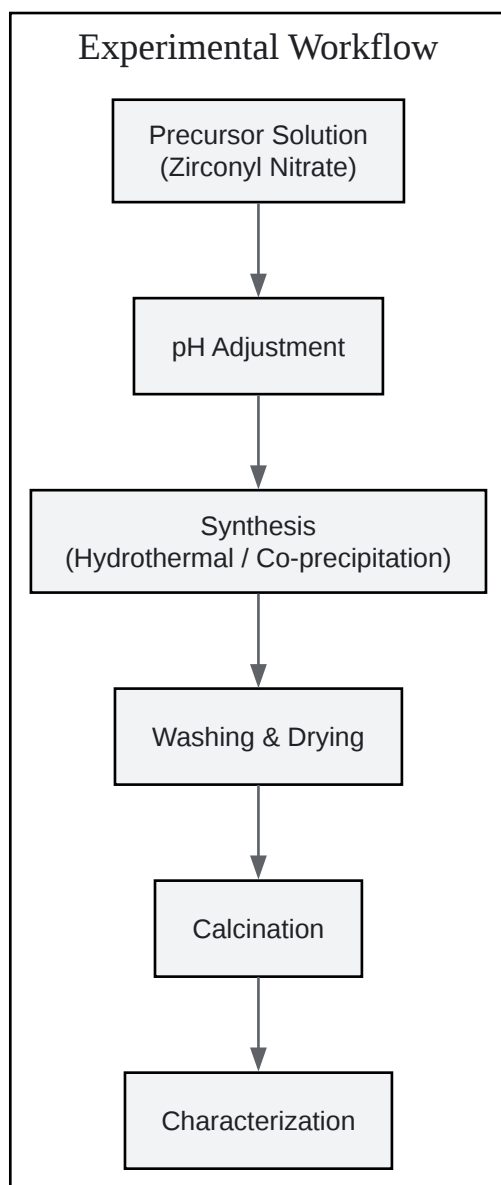 Experimental Workflow
Precursor Solution
(Zirconyl Nitrate)
pH Adjustment
Synthesis
(Hydrothermal / Co-precipitation)
Washing & Drying
Calcination
Characterization